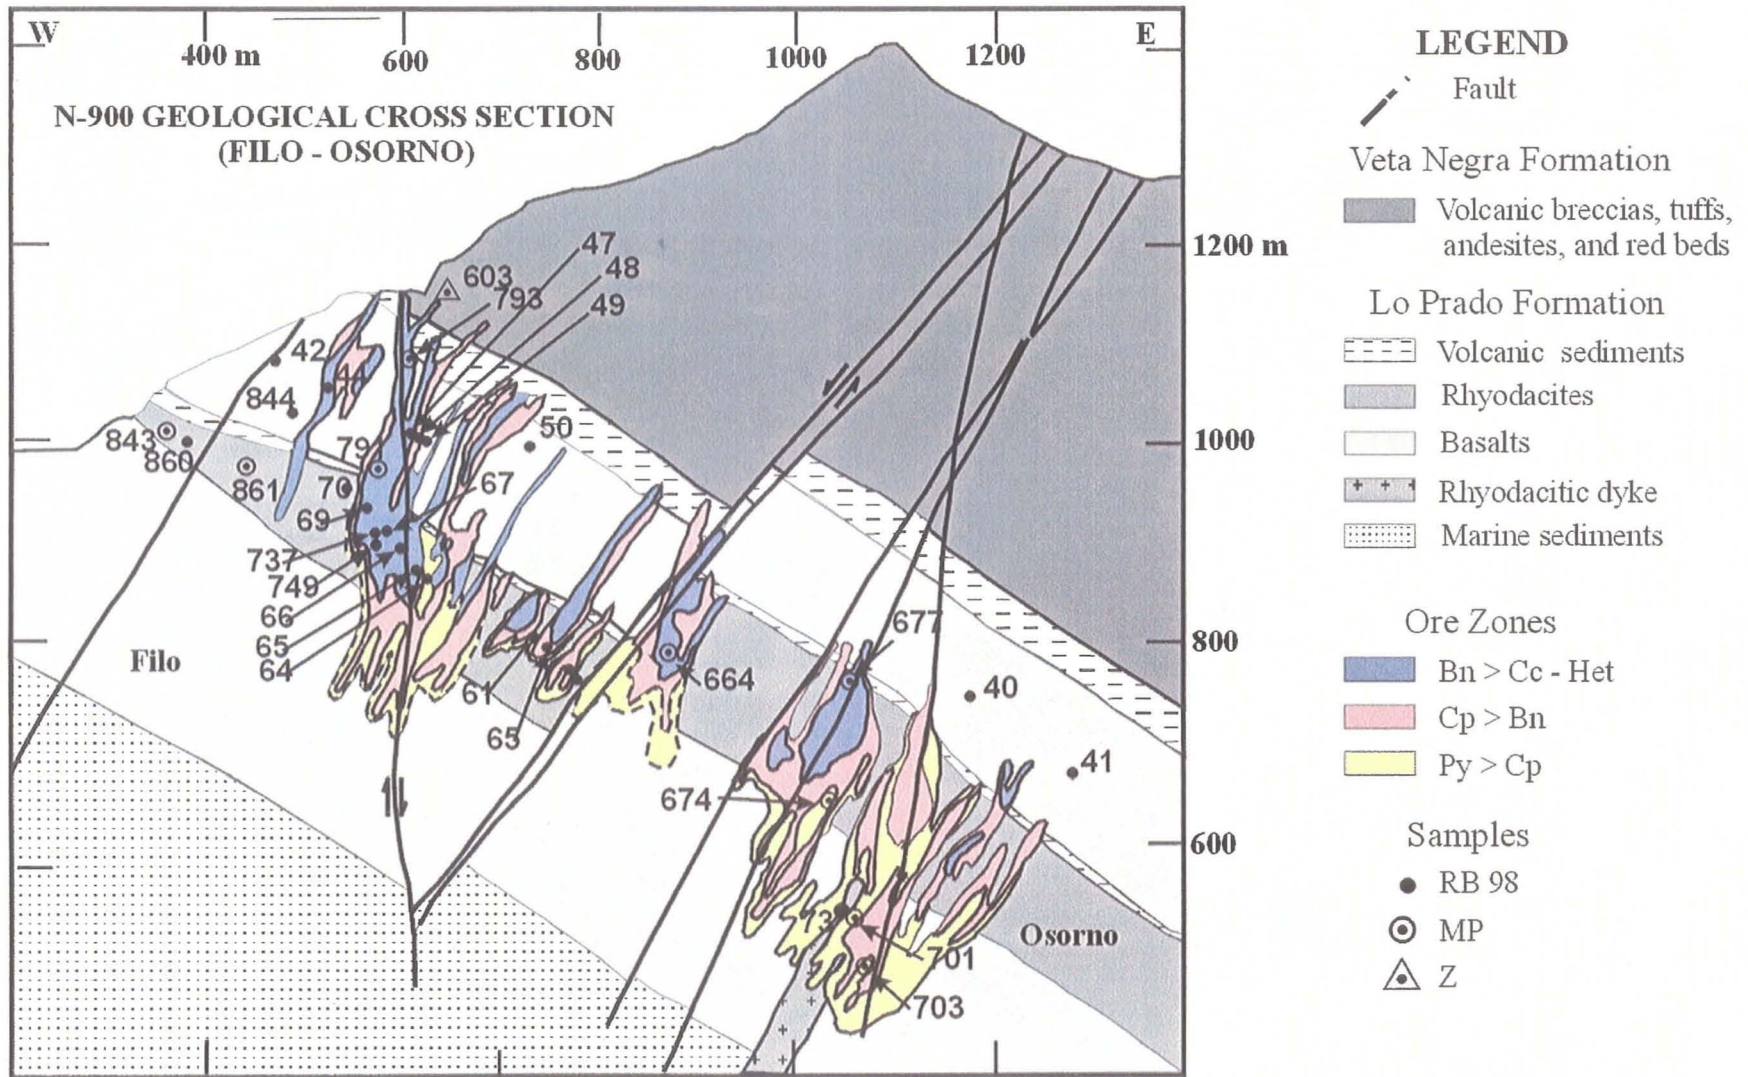 W
E
400 m
600
800
1000
1200
N-900 GEOLOGICAL CROSS SECTION
(FILO - OSORNO)
47
603
48
793
49
1200 m
42
844
843
860
79
50
1000
861
70
67
69
737
749
66
65
64
Filo
61
65
664
677
800
40
41
674
600
73
701
703
Osorno
LEGEND
Fault
Veta Negra Formation
Volcanic breccias, tuffs,
andesites, and red beds
Lo Prado Formation
Volcanic sediments
Rhyodacites
Basalts
Rhyodacitic dyke
Marine sediments
Ore Zones
Bn > Cc - Het
Cp > Bn
Py > Cp
Samples
RB 98
MP
Z